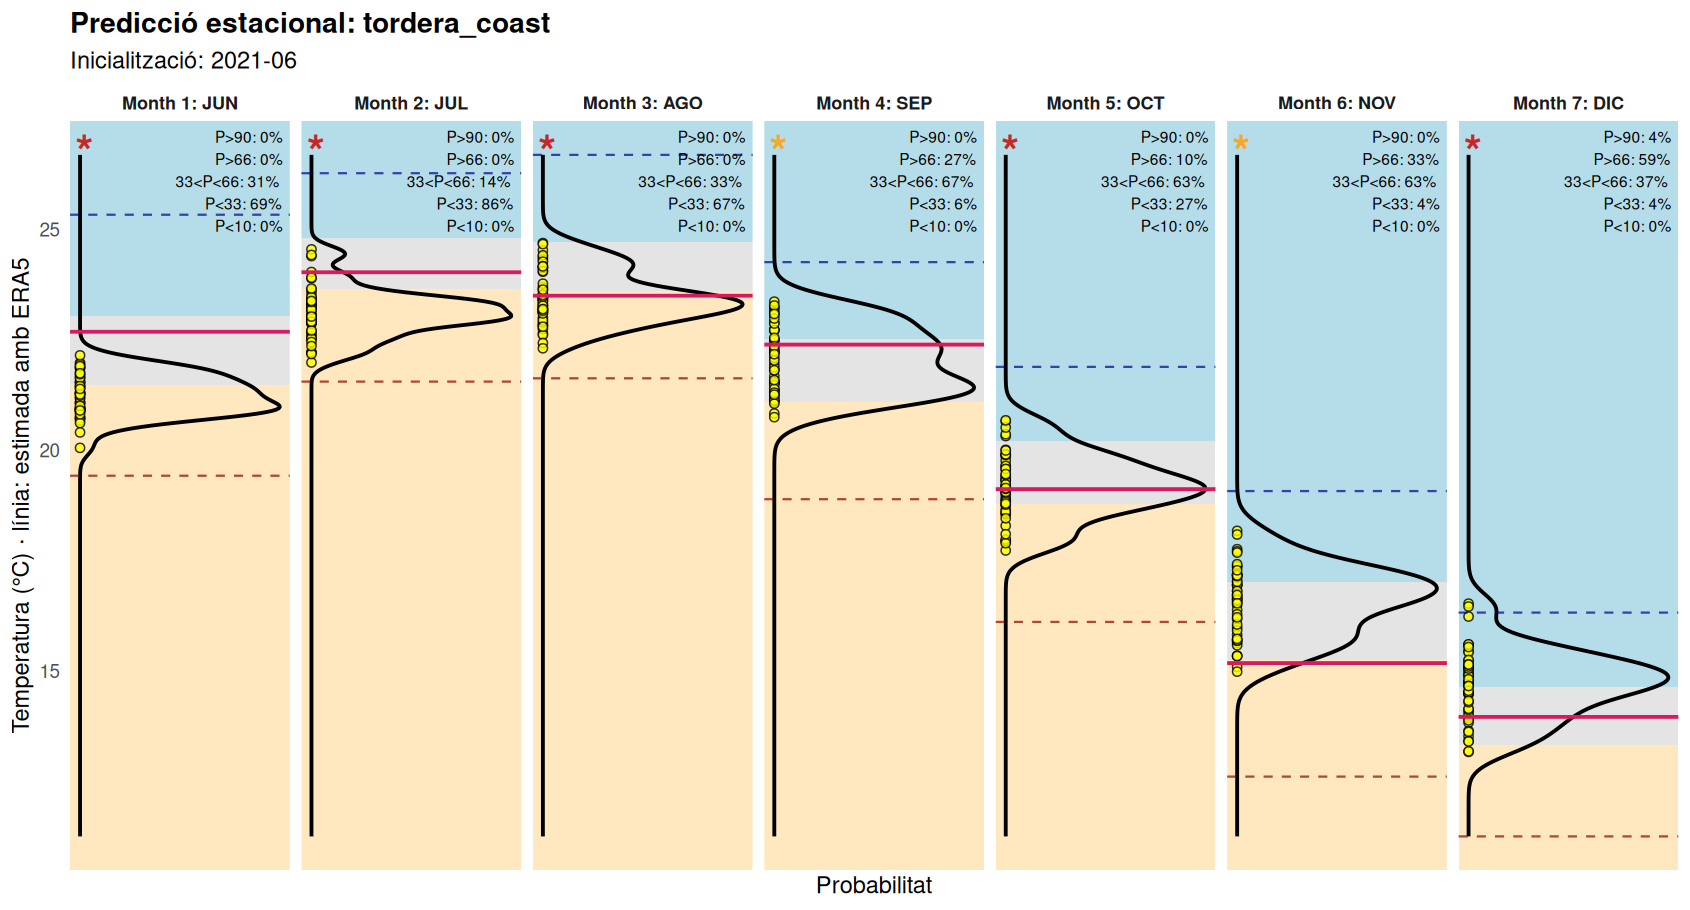 Predicció estacional: tordera_coast
Inicialització: 2021-06
Month 1: JUN
Month 2: JUL
Month 3: AGO
Month 4: SEP
Month 5: OCT
Month 6: NOV
Month 7: DIC
*
P>90: 0%
P>66: 0%
33<P<66: 31%
P<33: 69%
P<10: 0%
*
P>90: 0%
P>66: 0%
33<P<66: 14%
P<33: 86%
P<10: 0%
*
P>90: 0%
P>66: 0%
33<P<66: 33%
P<33: 67%
P<10: 0%
*
P>90: 0%
P>66: 27%
33<P<66: 67%
P<33: 6%
P<10: 0%
*
P>90: 0%
P>66: 10%
33<P<66: 63%
P<33: 27%
P<10: 0%
*
P>90: 0%
P>66: 33%
33<P<66: 63%
P<33: 4%
P<10: 0%
*
P>90: 4%
P>66: 59%
33<P<66: 37%
P<33: 4%
P<10: 0%
25
20
15
Temperatura (°C) · línia: estimada amb ERA5
Probabilitat